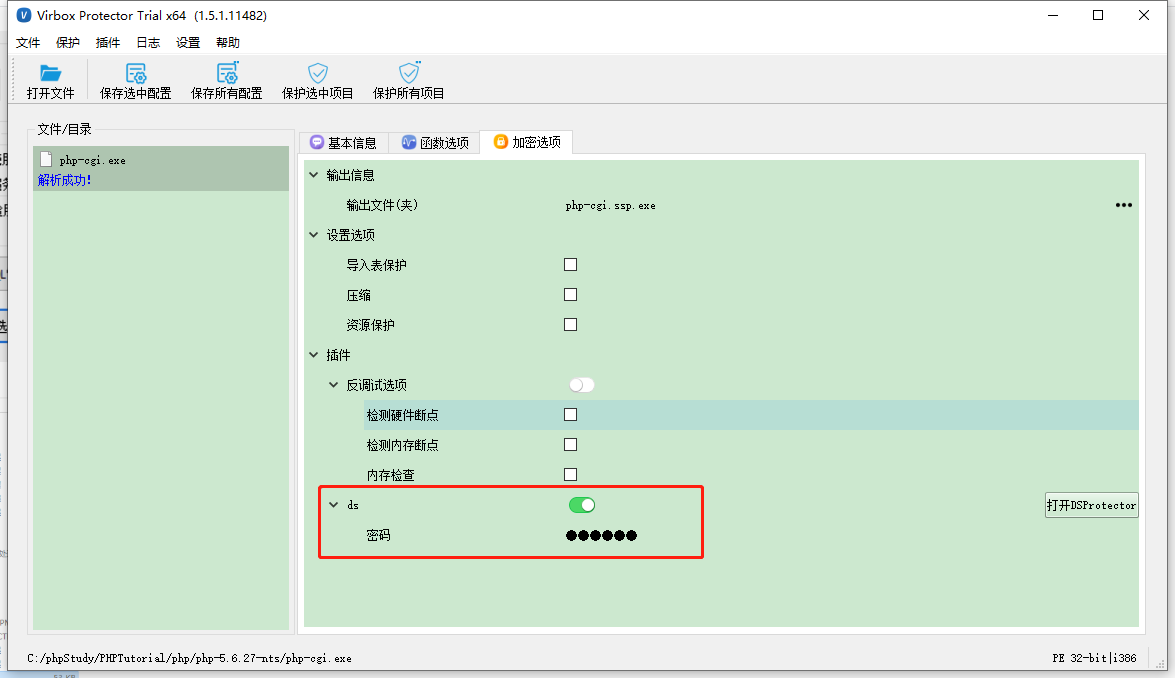 Virbox Protector Trial x64 (1.5.1.11482)
文件 保护 插件 日志 设置 帮助
打开文件 保存选中配置 保存所有配置 保护选中项目 保护所有项目
文件/目录
php-cgi.exe
解析成功!
基本信息 函数选项 加密选项
输出信息
输出文件(夹) php-cgi.ssp.exe
设置选项
导入表保护
压缩
资源保护
插件
反调试选项
检测硬件断点
检测内存断点
内存检查
ds 打开DSProtector
密码
C:/phpStudy/PHPTutorial/php/php-5.6.27-nts/php-cgi.exe PE 32-bit|i386